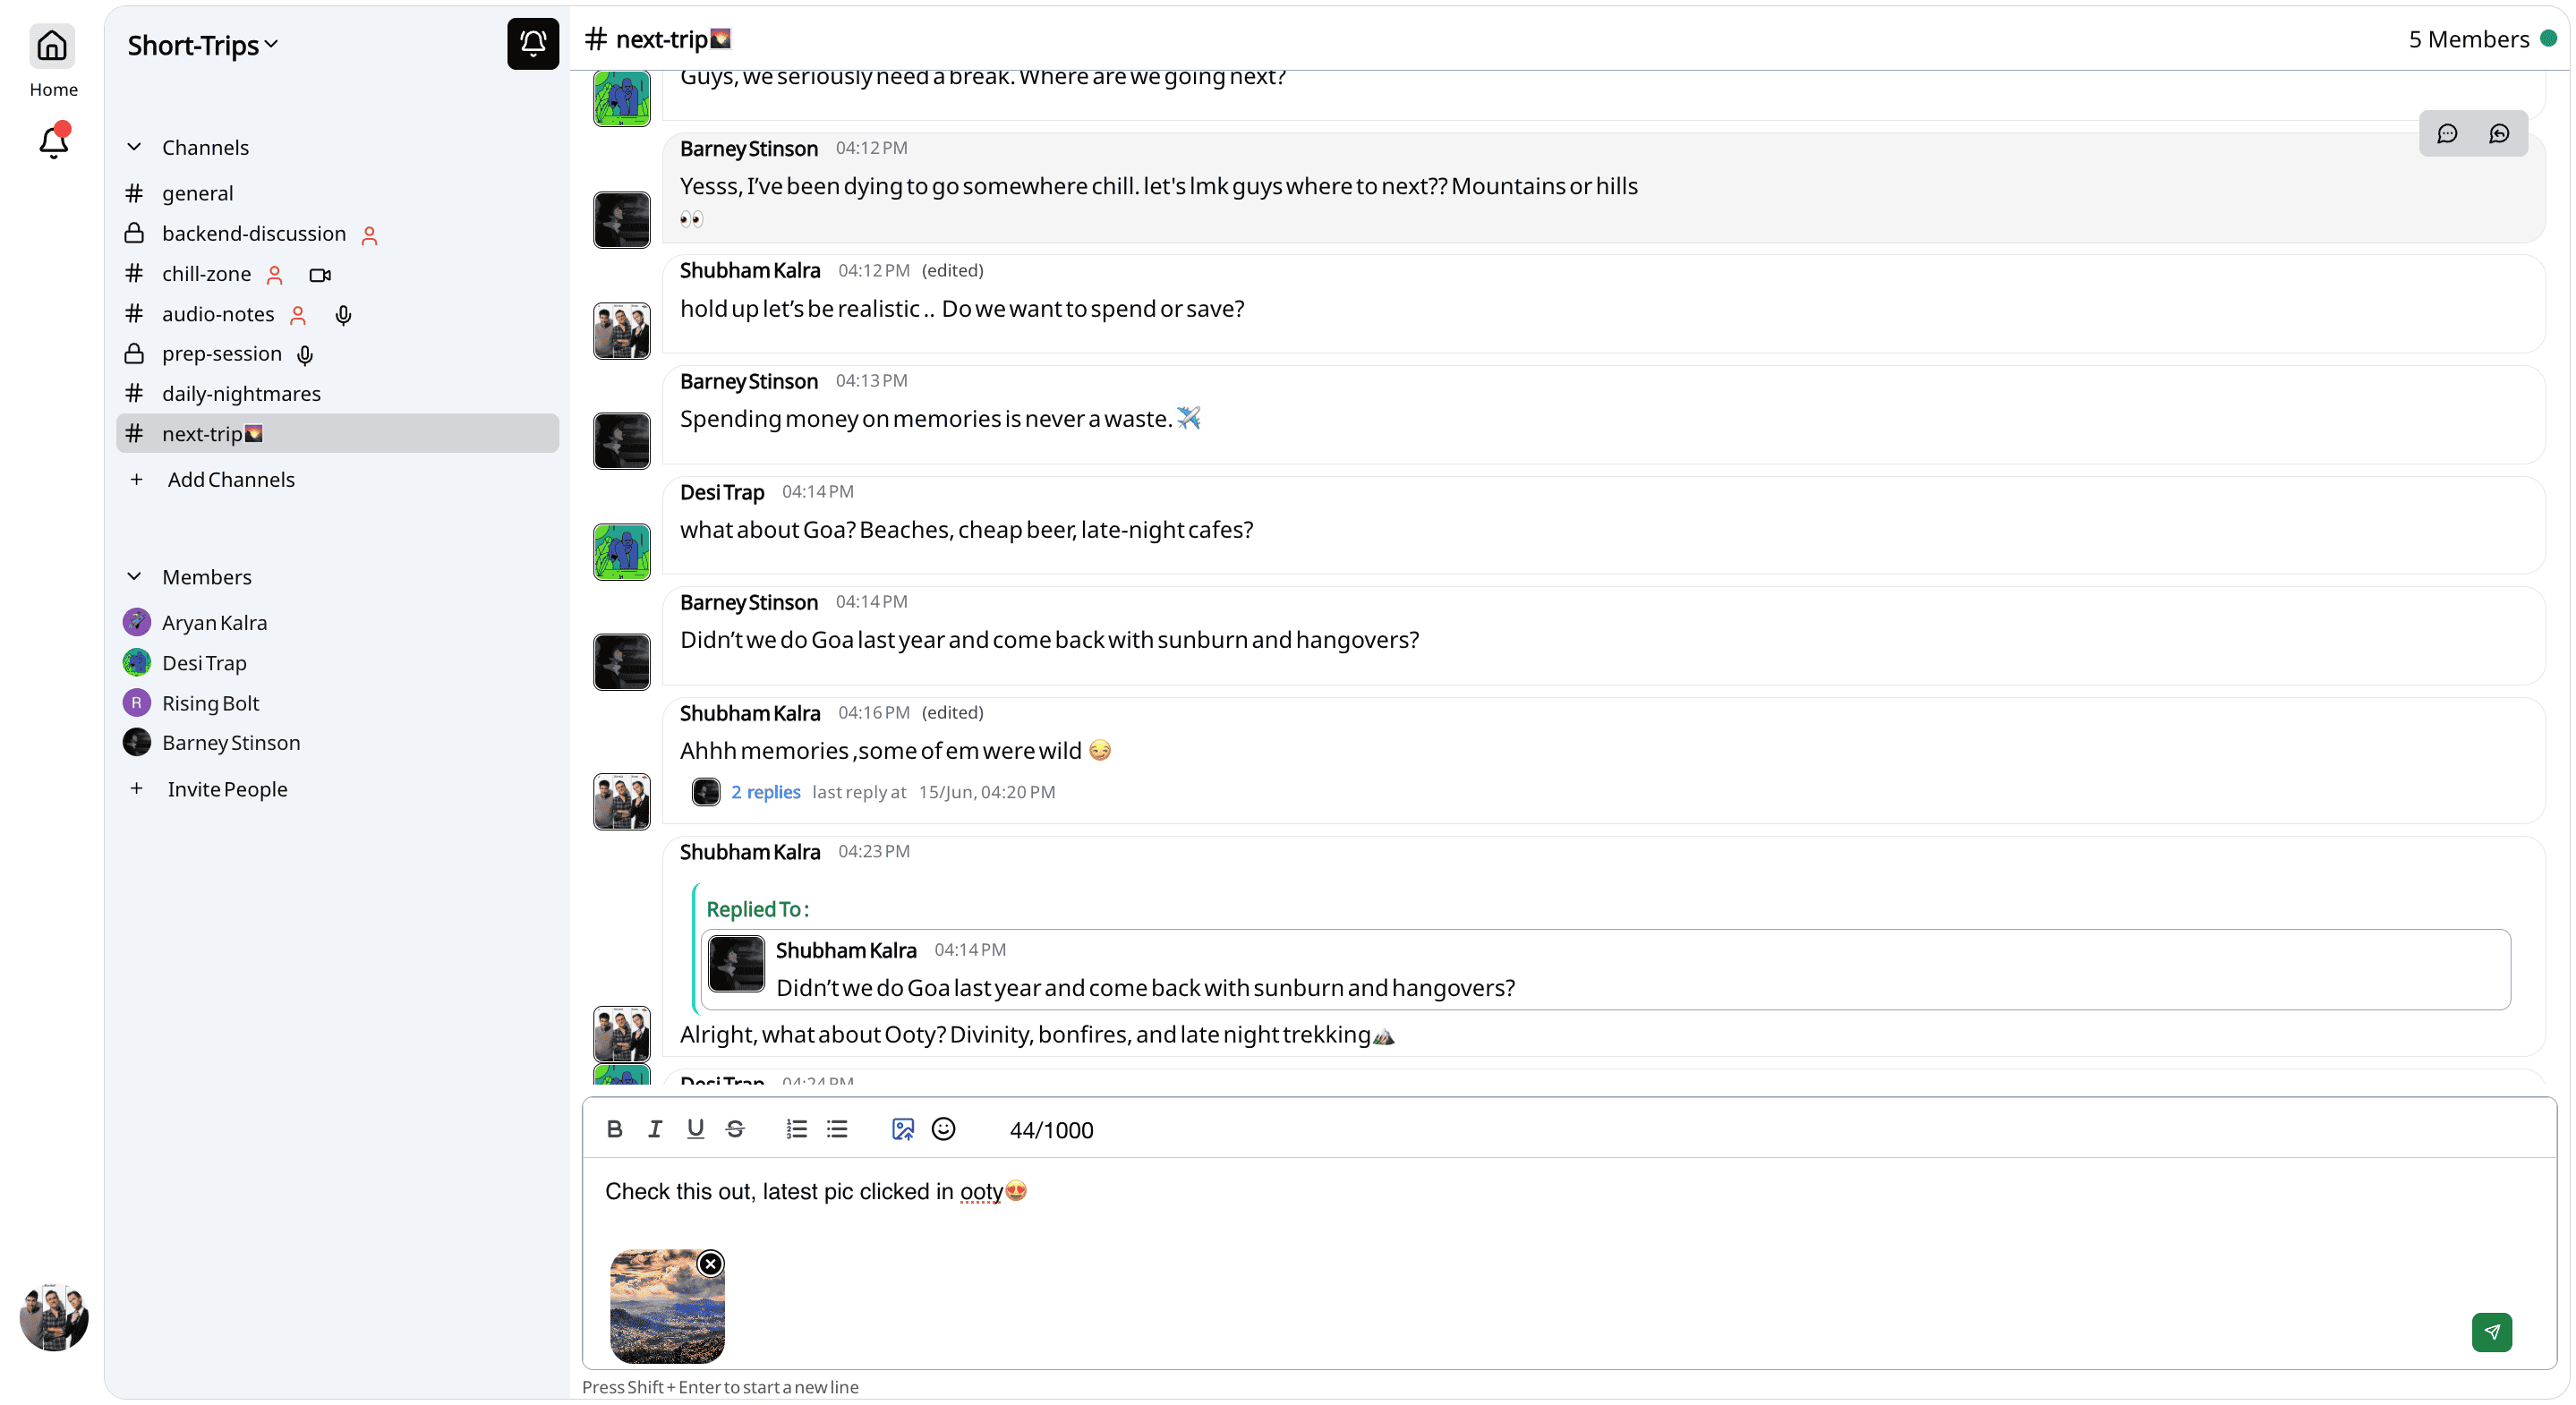 Home
Short-Trips
Channels
general
backend-discussion
chill-zone
audio-notes
prep-session
daily-nightmares
next-trip🌄
+ Add Channels
Members
Aryan Kalra
Desi Trap
R Rising Bolt
Barney Stinson
+ Invite People
# next-trip🌄
5 Members
Guys, we seriously need a break. Where are we going next?
Barney Stinson 04:12 PM
Yesss, I’ve been dying to go somewhere chill. let's lmk guys where to next?? Mountains or hills
👀
Shubham Kalra 04:12 PM (edited)
hold up let’s be realistic .. Do we want to spend or save?
Barney Stinson 04:13 PM
Spending money on memories is never a waste. ✈️
Desi Trap 04:14 PM
what about Goa? Beaches, cheap beer, late-night cafes?
Barney Stinson 04:14 PM
Didn’t we do Goa last year and come back with sunburn and hangovers?
Shubham Kalra 04:16 PM (edited)
Ahhh memories ,some of em were wild 😏
2 replies last reply at 15/Jun, 04:20 PM
Shubham Kalra 04:23 PM
Replied To :
Shubham Kalra 04:14 PM
Didn’t we do Goa last year and come back with sunburn and hangovers?
Alright, what about Ooty? Divinity, bonfires, and late night trekking🏔️
Desi Trap 04:24 PM
B I U S 44/1000
Check this out, latest pic clicked in ooty😍
Press Shift + Enter to start a new line